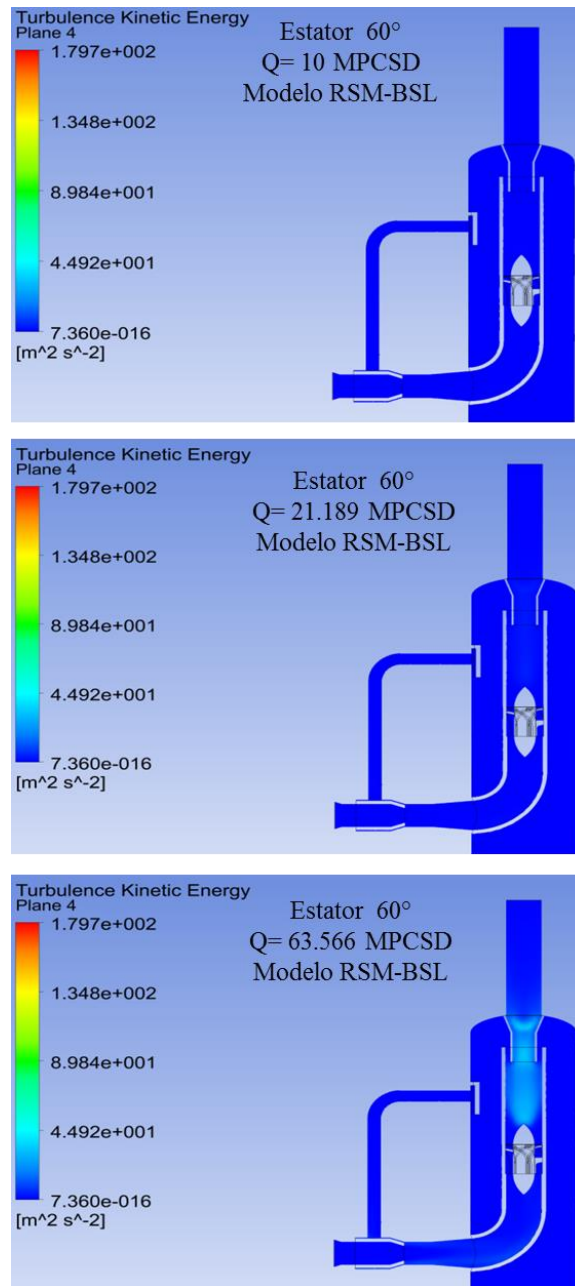 Turbulence Kinetic Energy
Plane 4
1.797e+002
1.348e+002
8.984e+001
4.492e+001
7.360e-016
[m^2 s^-2]
Estator 60°
Q= 10 MPCSD
Modelo RSM-BSL
Turbulence Kinetic Energy
Plane 4
1.797e+002
1.348e+002
8.984e+001
4.492e+001
7.360e-016
[m^2 s^-2]
Estator 60°
Q= 21.189 MPCSD
Modelo RSM-BSL
Turbulence Kinetic Energy
Plane 4
1.797e+002
1.348e+002
8.984e+001
4.492e+001
7.360e-016
[m^2 s^-2]
Estator 60°
Q= 63.566 MPCSD
Modelo RSM-BSL